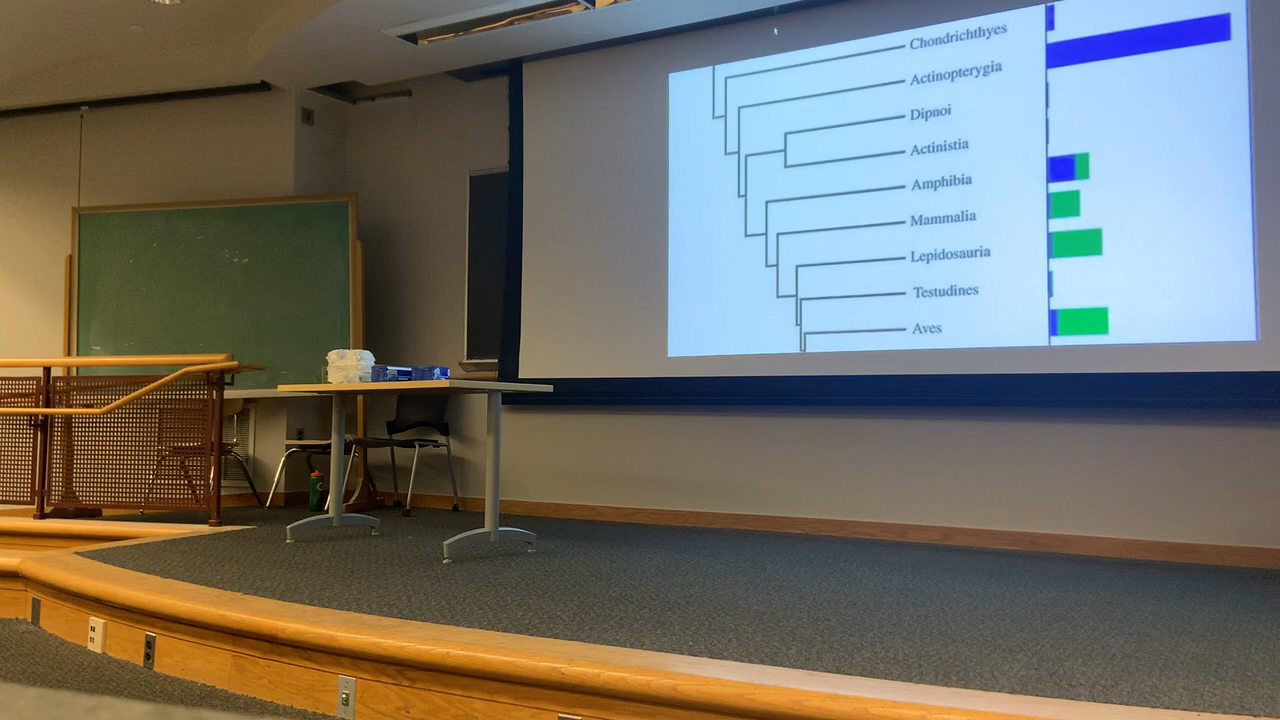 Chondrichthyes
Actinopterygia
Dipnoi
Actinistia
Amphibia
Mammalia
Lepidosauria
Testudines
Aves